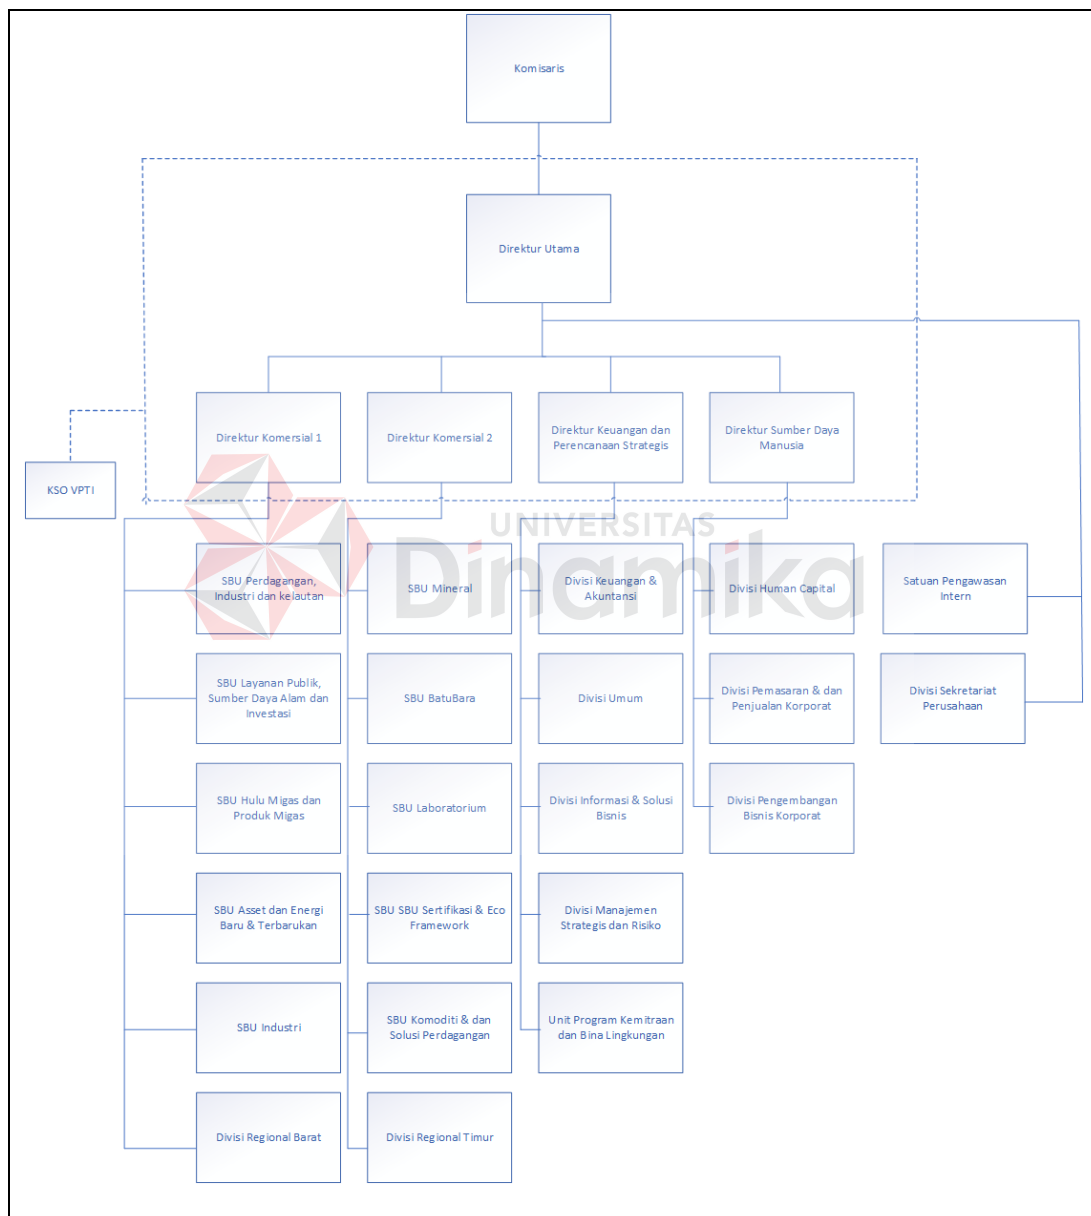 Komisaris
Direktur Utama
Direktur Komersial 1
Direktur Komersial 2
Direktur Keuangan dan
Perencanaan Strategis
Direktur Sumber Daya
Manusia
KSO VPTI
UNIVERSITAS
Dinamika
SBU Perdagangan,
Industri dan kelautan
SBU Mineral
Divisi Keuangan &
Akuntansi
Divisi Human Capital
Satuan Pengawasan
Intern
SBU Layanan Publik,
Sumber Daya Alam dan
Investasi
SBU BatuBara
Divisi Umum
Divisi Pemasaran & dan
Penjualan Korporat
Divisi Sekretariat
Perusahaan
SBU Hulu Migas dan
Produk Migas
SBU Laboratorium
Divisi Informasi & Solusi
Bisnis
Divisi Pengembangan
Bisnis Korporat
SBU Asset dan Energi
Baru & Terbarukan
SBU SBU Sertifikasi & Eco
Framework
Divisi Manajemen
Strategis dan Risiko
SBU Industri
SBU Komoditi & dan
Solusi Perdagangan
Unit Program Kemitraan
dan Bina Lingkungan
Divisi Regional Barat
Divisi Regional Timur